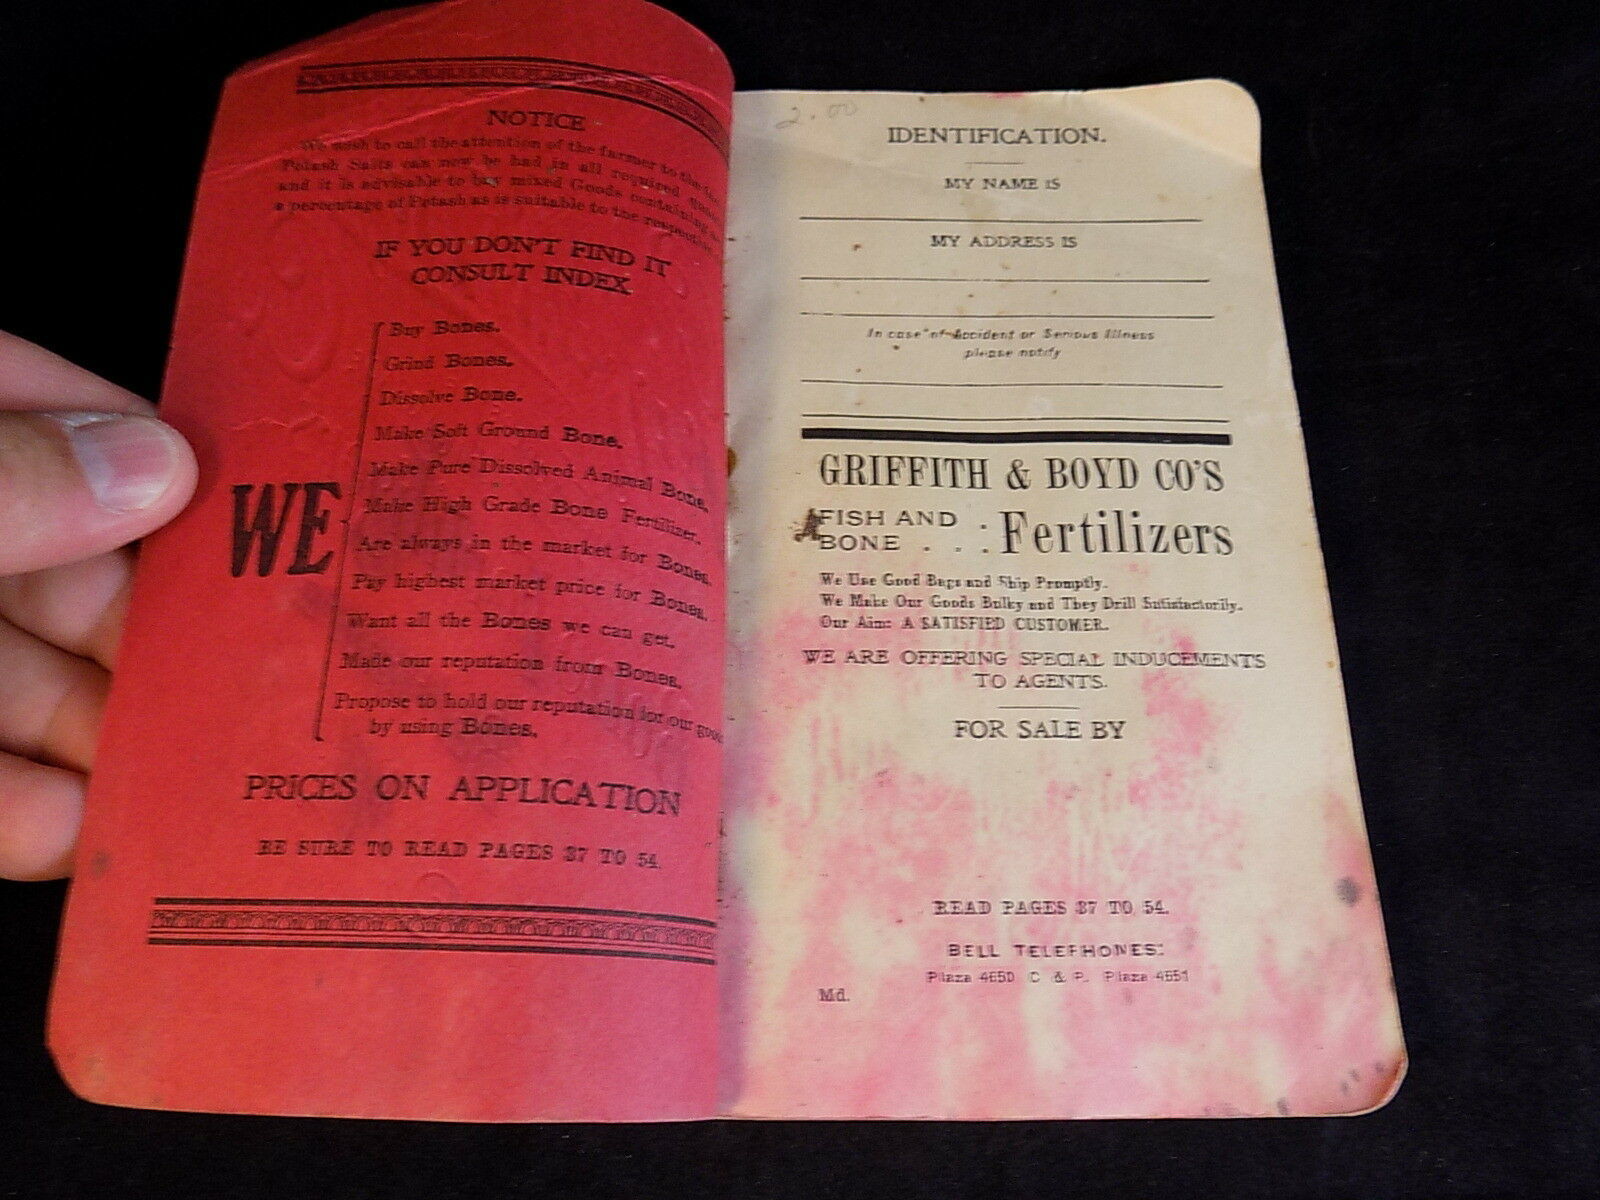 NOTICE
We wish to call the attention of the farmer to the
Potash Salts can now be had in all required
and it is advisable to buy mixed Goods containing
a percentage of Potash as is suitable to the respective
IF YOU DON'T FIND IT
CONSULT INDEX
WE
Buy Bones.
Grind Bones.
Dissolve Bone.
Make Soft Ground Bone.
Make Pure Dissolved Animal Bone.
Make High Grade Bone Fertilizer.
Are always in the market for Bones.
Pay highest market price for Bones.
Want all the Bones we can get.
Made our reputation from Bones.
Propose to hold our reputation for our
by using Bones.
PRICES ON APPLICATION
BE SURE TO READ PAGES 37 TO 54.
2.00
IDENTIFICATION.
MY NAME IS
MY ADDRESS IS
In case of Accident or Serious Illness
please notify
GRIFFITH & BOYD CO'S
FISH AND
BONE . . . : Fertilizers
We Use Good Bags and Ship Promptly.
We Make Our Goods Bulky and They Drill Satisfactorily.
Our Aim: A SATISFIED CUSTOMER.
WE ARE OFFERING SPECIAL INDUCEMENTS
TO AGENTS.
FOR SALE BY
READ PAGES 37 TO 54.
BELL TELEPHONES:
Plaza 4650 C & P. Plaza 4651
Md.